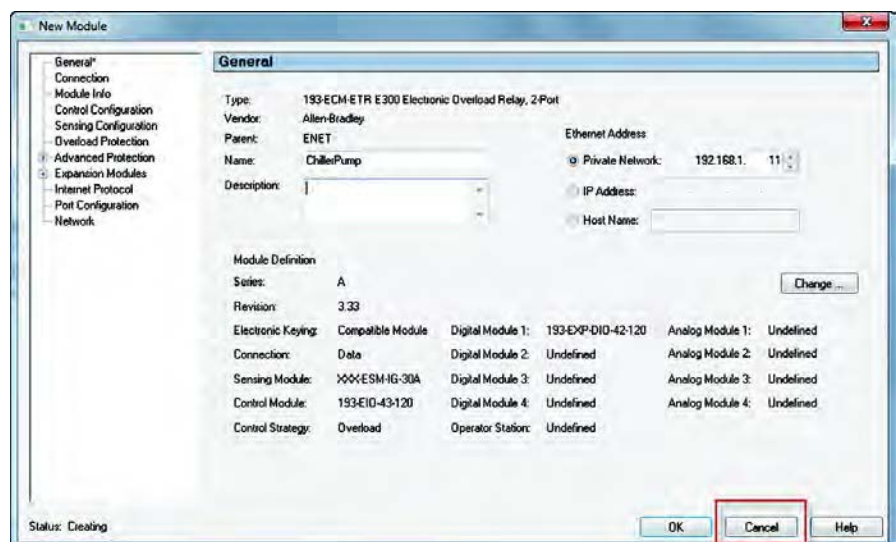 New Module
General*
Connection
Module Info
Control Configuration
Sensing Configuration
Overload Protection
Advanced Protection
Expansion Modules
Internet Protocol
Port Configuration
Network
General
Type: 193-ECM-ETR E300 Electronic Overload Relay, 2-Port
Vendor: Allen-Bradley
Parent: ENET
Name: ChillerPump
Description:
Ethernet Address
Private Network: 192.168.1. 11
IP Address:
Host Name:
Module Definition
Series: A
Change ...
Revision: 3.33
Electronic Keying: Compatible Module Digital Module 1: 193-EXP-DIO-42-120 Analog Module 1: Undefined
Connection: Data Digital Module 2: Undefined Analog Module 2: Undefined
Sensing Module: XXX-ESM-IG-30A Digital Module 3: Undefined Analog Module 3: Undefined
Control Module: 193-EIO-43-120 Digital Module 4: Undefined Analog Module 4: Undefined
Control Strategy: Overload Operator Station: Undefined
Status: Creating
OK Cancel Help